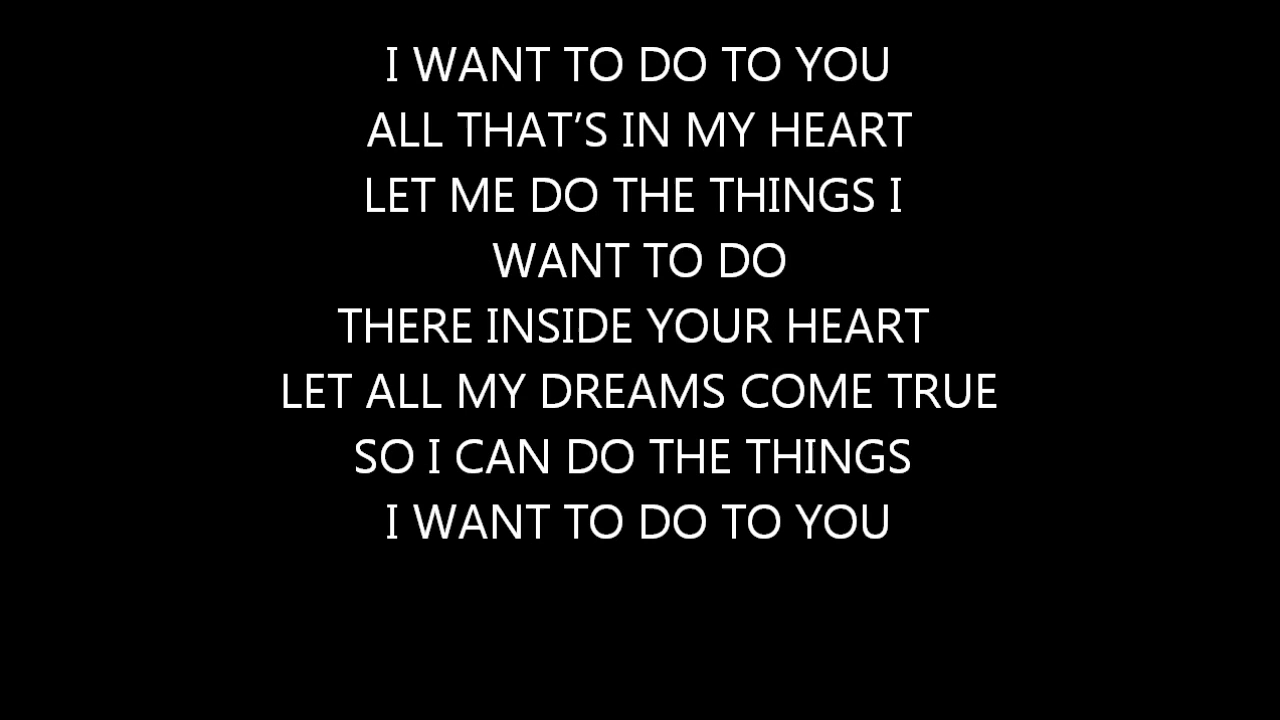 I WANT TO DO TO YOU
ALL THAT’S IN MY HEART
LET ME DO THE THINGS I
WANT TO DO
THERE INSIDE YOUR HEART
LET ALL MY DREAMS COME TRUE
SO I CAN DO THE THINGS
I WANT TO DO TO YOU